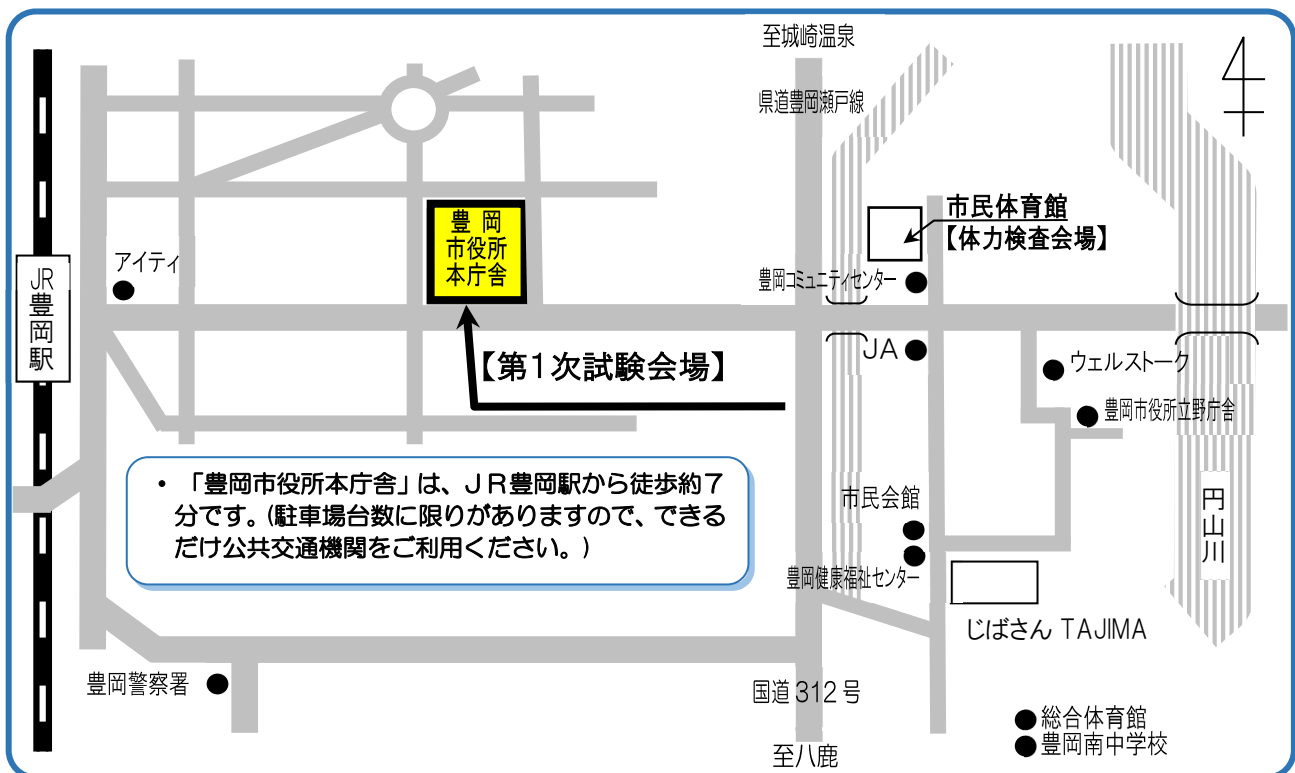 至城崎温泉
県道豊岡瀬戸線
豊 岡
市役所
本庁舎
市民体育館
【体力検査会場】
アイティ
JR
豊
岡
駅
豊岡コミュニティセンター
【第1次試験会場】
JA
ウェルストーク
豊岡市役所立野庁舎
・ 「豊岡市役所本庁舎」は、ＪＲ豊岡駅から徒歩約７
分です。（駐車場台数に限りがありますので、できる
だけ公共交通機関をご利用ください。）
市民会館
円
山
川
豊岡健康福祉センター
じばさん TAJIMA
豊岡警察署
国道 312 号
総合体育館
豊岡南中学校
至八鹿